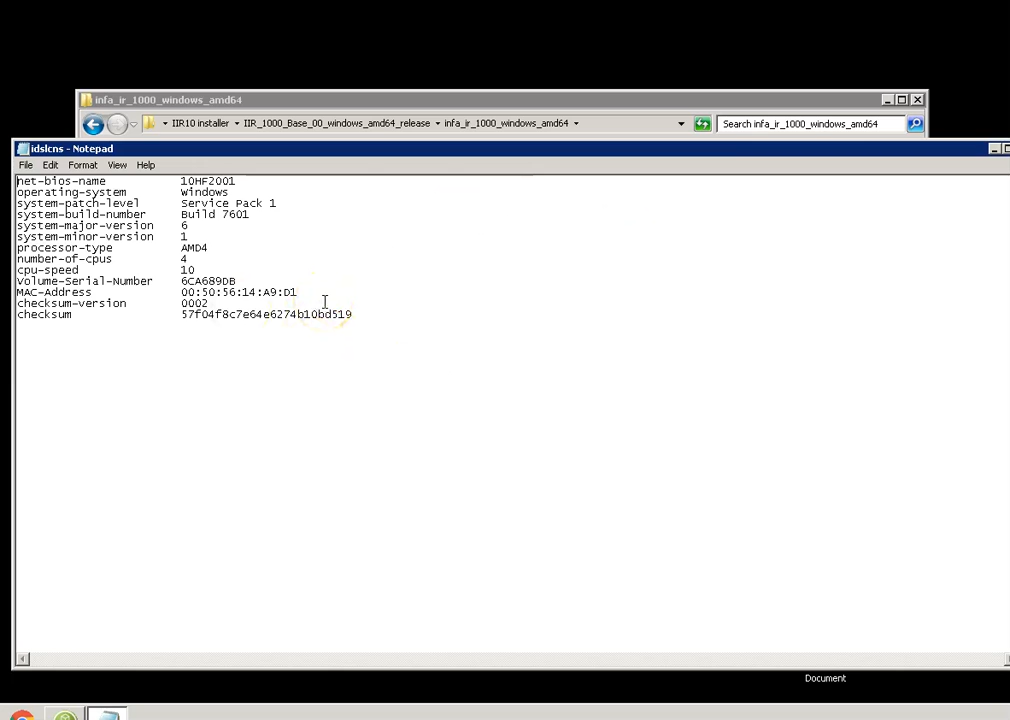 infa_ir_1000_windows_amd64
IIR10 installer IIR_1000_Base_00_windows_amd64_release infa_ir_1000_windows_amd64 Search infa_ir_1000_windows_amd64
idslcns - Notepad
File Edit Format View Help
net-bios-name 10HF2001
operating-system Windows
system-patch-level Service Pack 1
system-build-number Build 7601
system-major-version 6
system-minor-version 1
processor-type AMD4
number-of-cpus 4
cpu-speed 10
Volume-Serial-Number 6CA689DB
MAC-Address 00:50:56:14:A9:D1
checksum-version 0002
checksum 57f04f8c7e64e6274b10bd519
Document